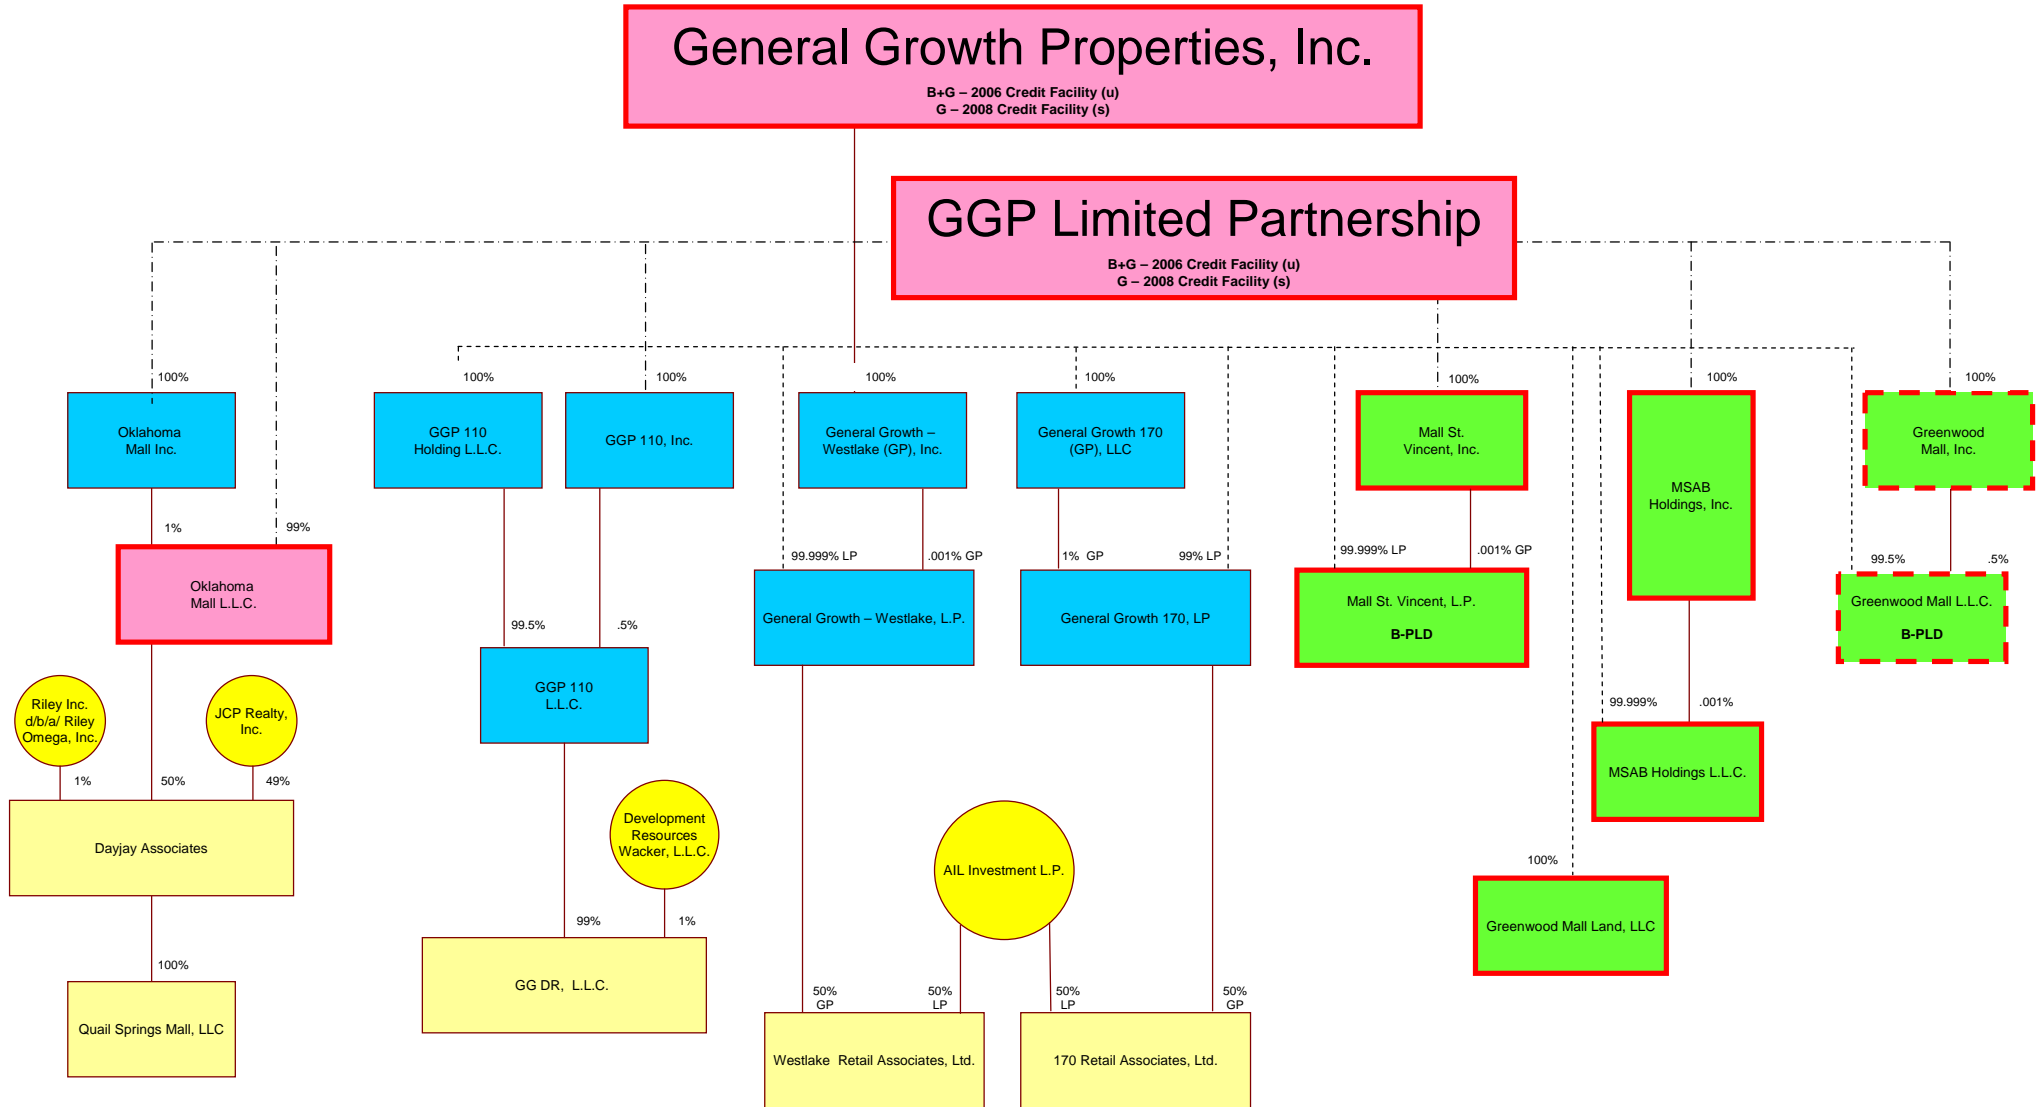 General Growth Properties, Inc.
B+G – 2006 Credit Facility (u)
G – 2008 Credit Facility (s)
GGP Limited Partnership
B+G – 2006 Credit Facility (u)
G – 2008 Credit Facility (s)
100%
100%
100%
100%
100%
100%
100%
100%
Oklahoma
Mall Inc.
GGP 110
Holding L.L.C.
GGP 110, Inc.
General Growth –
Westlake (GP), Inc.
General Growth 170
(GP), LLC
Mall St.
Vincent, Inc.
MSAB
Holdings, Inc.
Greenwood
Mall, Inc.
1%
99%
99.999% LP
.001% GP
1%  GP
99% LP
99.999% LP
.001% GP
99.5%
.5%
Oklahoma
Mall L.L.C.
99.5%
.5%
General Growth – Westlake, L.P.
General Growth 170, LP
Mall St. Vincent, L.P.
B-PLD
Greenwood Mall L.L.C.
B-PLD
Riley Inc.
d/b/a/ Riley
Omega, Inc.
JCP Realty,
Inc.
GGP 110
L.L.C.
99.999%
.001%
1%
50%
49%
MSAB Holdings L.L.C.
Dayjay Associates
Development
Resources
Wacker, L.L.C.
AIL Investment L.P.
100%
Greenwood Mall Land, LLC
99%
1%
100%
GG DR,  L.L.C.
50%
GP
50%
LP
50%
LP
50%
GP
Quail Springs Mall, LLC
Westlake  Retail Associates, Ltd.
170 Retail Associates, Ltd.